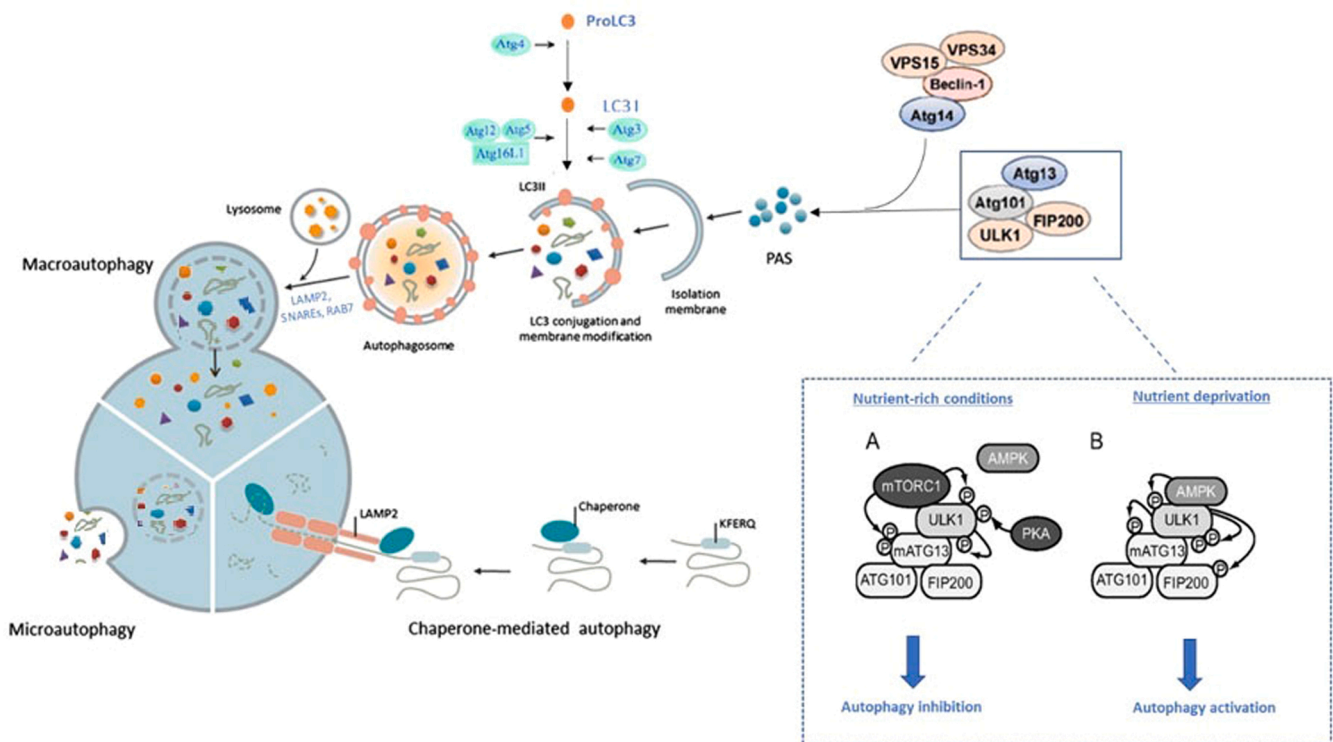 ProLC3
Atg4
LC3I
Atg12
Atg5
Atg16L1
Atg3
Atg7
VPS15
VPS34
Beclin-1
Atg14
Atg13
Atg101
FIP200
ULK1
PAS
Isolation
membrane
LC3II
LC3 conjugation and
membrane modification
Autophagosome
Lysosome
LAMP2,
SNAREs, RAB7
Macroautophagy
Microautophagy
LAMP2
Chaperone
KFERQ
Chaperone-mediated autophagy
Nutrient-rich conditions
A
AMPK
mTORC1
P
ULK1
P
PKA
P
P
P
mATG13
ATG101
FIP200
Autophagy inhibition
Nutrient deprivation
B
AMPK
P
ULK1
P
P
P
mATG13
ATG101
FIP200
P
Autophagy activation